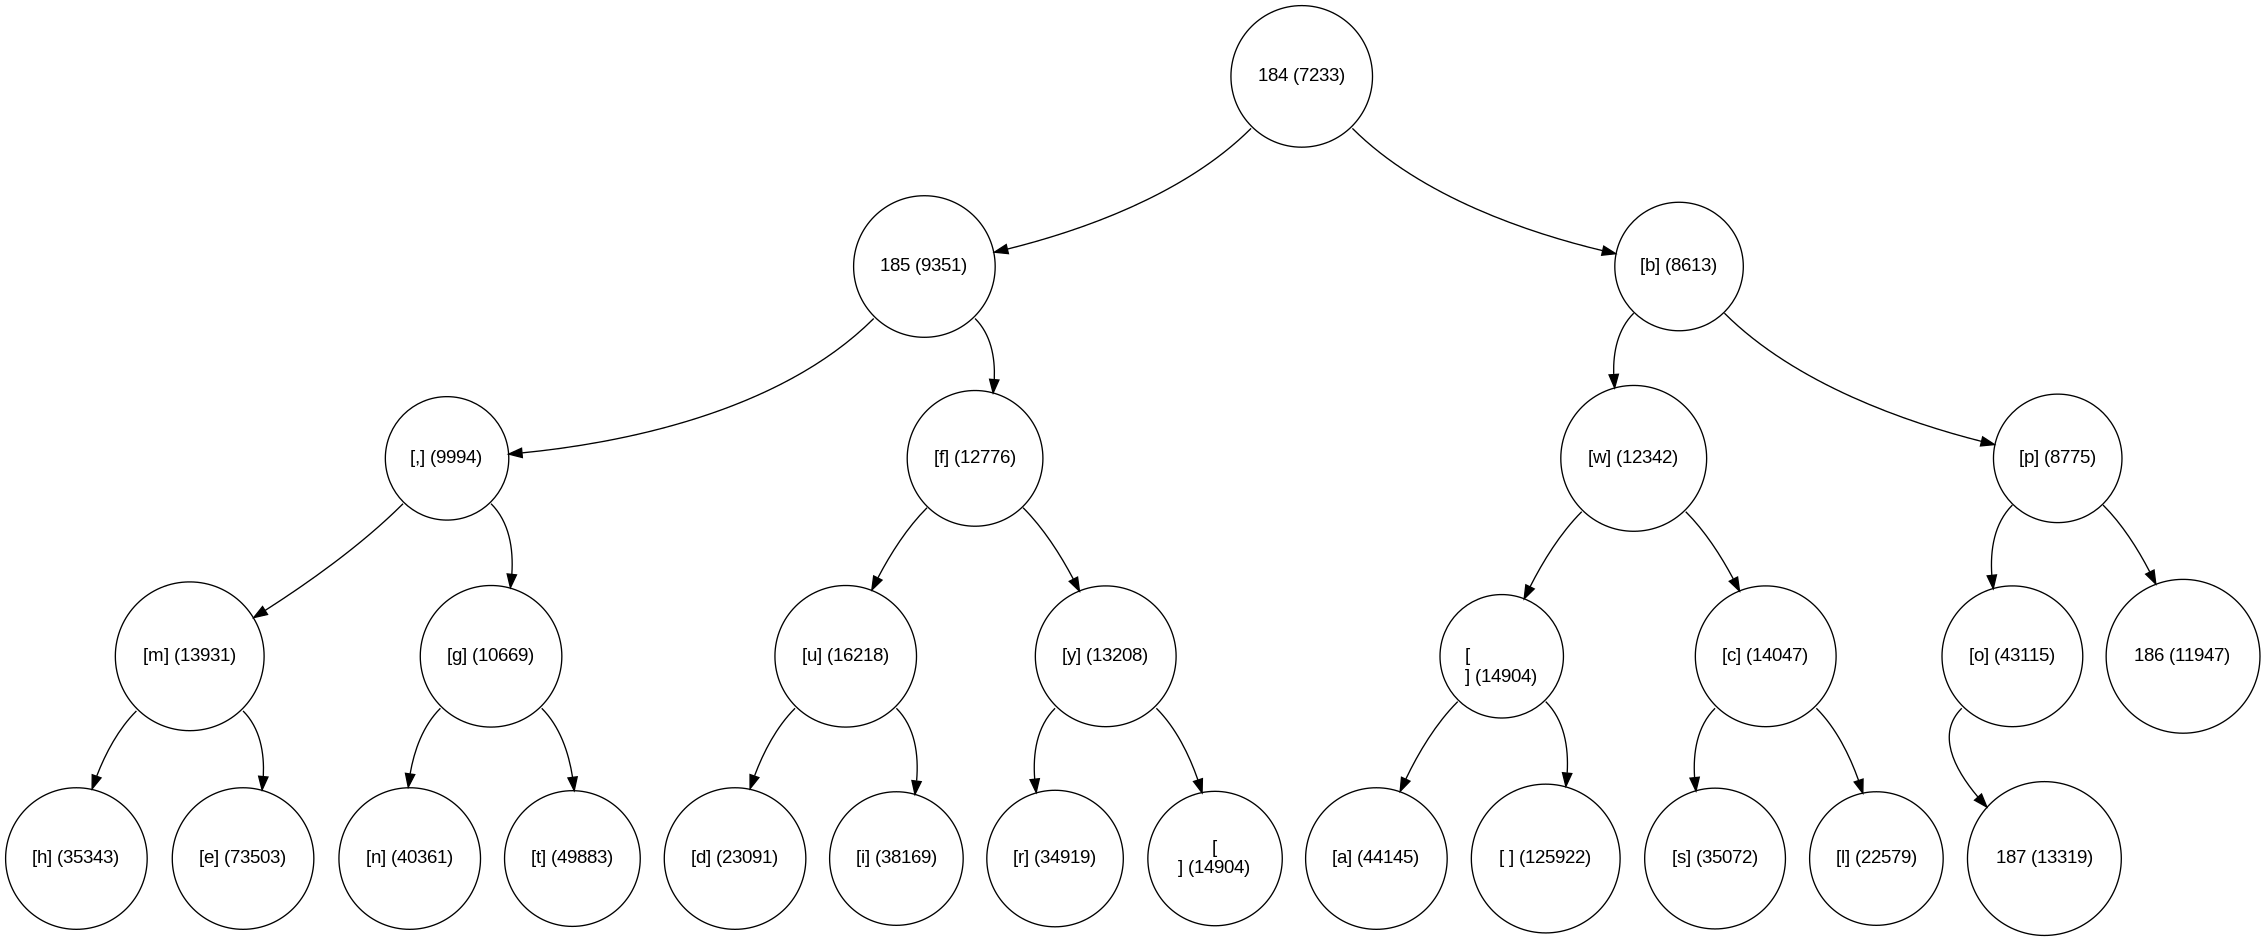 184 (7233)
185 (9351)
[b] (8613)
[,] (9994)
[f] (12776)
[w] (12342)
[p] (8775)
[m] (13931)
[g] (10669)
[u] (16218)
[y] (13208)
[
] (14904)
[c] (14047)
[o] (43115)
186 (11947)
[h] (35343)
[e] (73503)
[n] (40361)
[t] (49883)
[d] (23091)
[i] (38169)
[r] (34919)
[
] (14904)
[a] (44145)
[ ] (125922)
[s] (35072)
[l] (22579)
187 (13319)